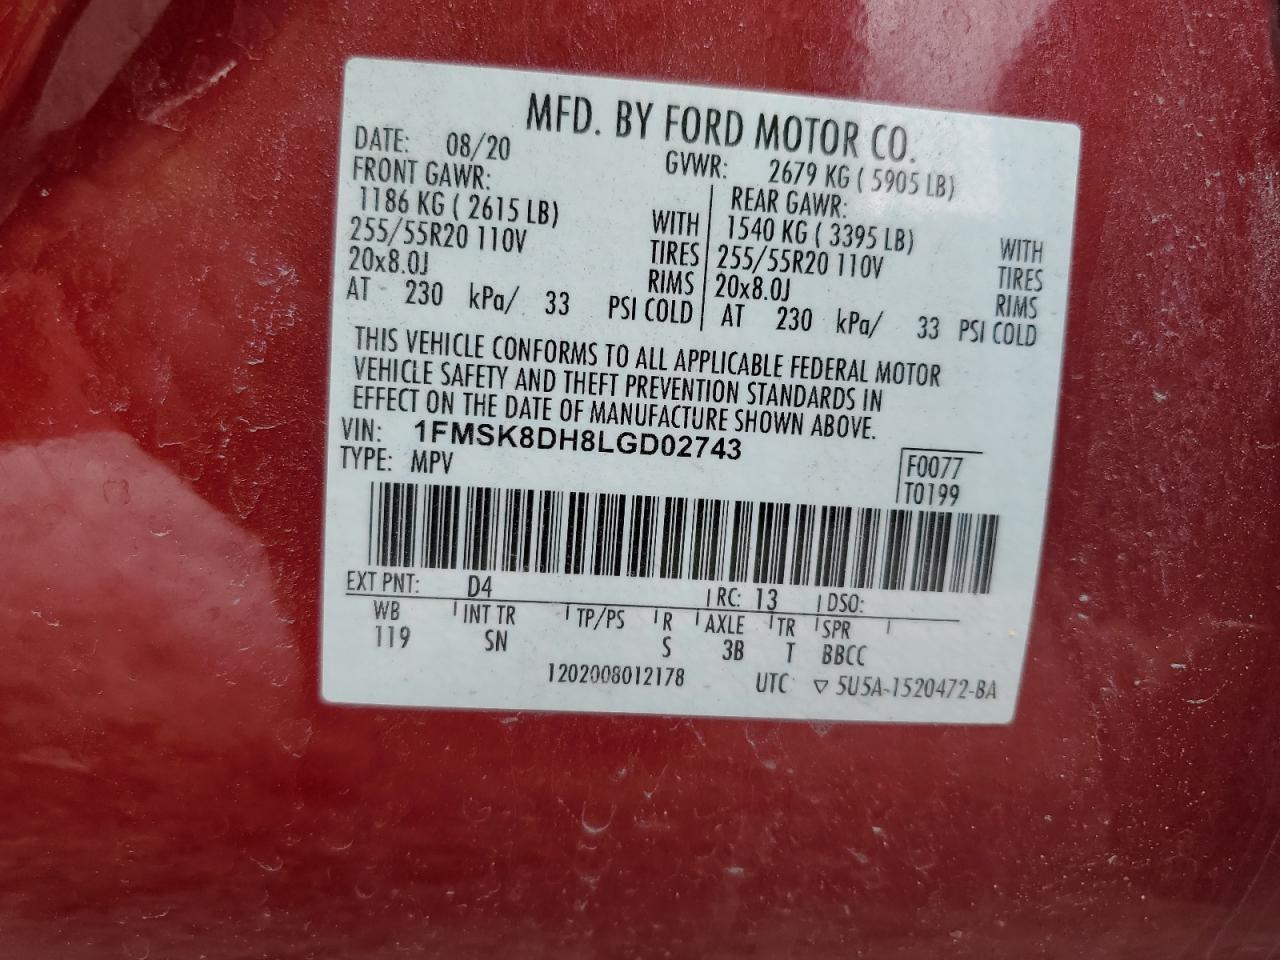 MFD. BY FORD MOTOR CO.
DATE: 08/20 GVWR: 2679 KG ( 5905 LB)
FRONT GAWR: REAR GAWR:
1186 KG ( 2615 LB) WITH 1540 KG ( 3395 LB) WITH
255/55R20 110V TIRES 255/55R20 110V TIRES
20x8.0J RIMS 20x8.0J RIMS
AT 230 kPa/ 33 PSI COLD AT 230 kPa/ 33 PSI COLD
THIS VEHICLE CONFORMS TO ALL APPLICABLE FEDERAL MOTOR
VEHICLE SAFETY AND THEFT PREVENTION STANDARDS IN
EFFECT ON THE DATE OF MANUFACTURE SHOWN ABOVE.
VIN: 1FMSK8DH8LGD02743
TYPE: MPV F0077
T0199
EXT PNT: D4 RC: 13 DSO:
WB INT TR TP/PS R AXLE TR SPR
119 SN S 3B T BBCC
1202008012178 UTC ▽ 5U5A-1520472-BA